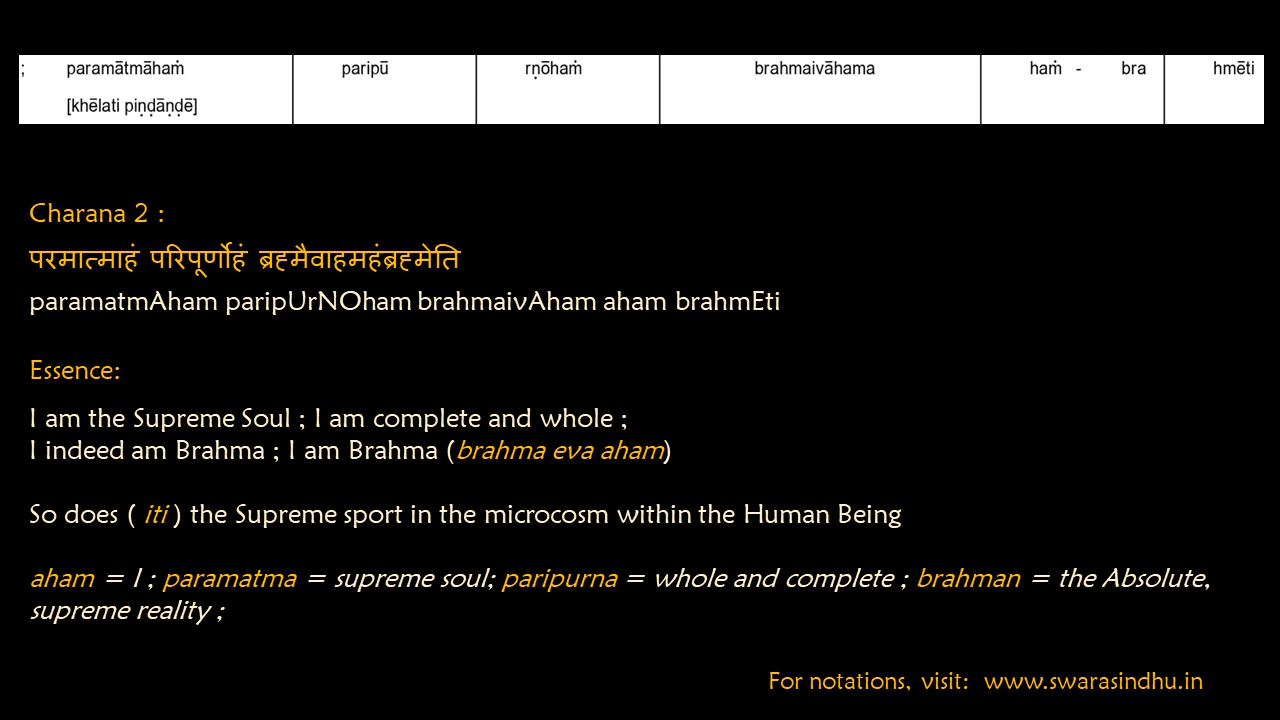 ; paramātmāhaṁ paripū rṇōhaṁ brahmaivāhama haṁ - bra hmēti
[khēlati piṇḍāṇḍē]
Charana 2 :
परमात्माहं परिपूर्णोहं ब्रह्मैवाहमहंब्रह्मेति
paramatmAham paripUrNOham brahmaivAham aham brahmEti
Essence:
I am the Supreme Soul ; I am complete and whole ;
I indeed am Brahma ; I am Brahma (brahma eva aham)
So does ( iti ) the Supreme sport in the microcosm within the Human Being
aham = I ; paramatma = supreme soul; paripurna = whole and complete ; brahman = the Absolute,
supreme reality ;
For notations, visit: www.swarasindhu.in